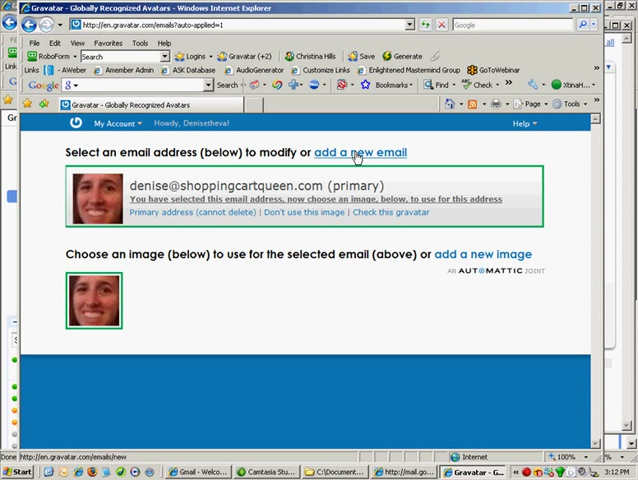 Gravatar - Globally Recognized Avatars - Windows Internet Explorer
http://en.gravatar.com/emails?auto-applied=1
Google
File Edit View Favorites Tools Help
RoboForm Search Logins Gravatar (+2) Christina Hills Save Generate
Links AWeber Amember Admin ASK Database AudioGenerator Customize Links Enlightened Mastermind Group GoToWebinar
Google Search Bookmarks Find Check XtinaH
Gravatar - Globally Recognized Avatars Page Tools
My Account Howdy, Denisetheva! Help
Select an email address (below) to modify or add a new email
denise@shoppingcartqueen.com (primary)
You have selected this email address, now choose an image, below, to use for this address
Primary address (cannot delete) | Don't use this image | Check this gravatar
Choose an image (below) to use for the selected email (above) or add a new image
AN AUTOMATTIC JOINT
http://en.gravatar.com/emails/new Internet 100%
Start Gmail - Welco... Camtasia Stu... C:\Document... http://mail.go... Gravatar - G... 3:12 PM